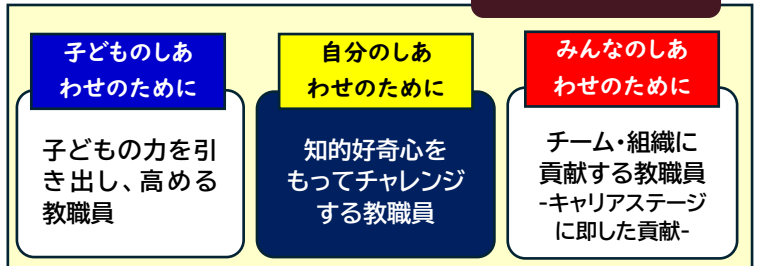 子どものしあ
わせのために
子どもの力を引
き出し、高める
教職員
自分のしあ
わせのために
知的好奇心を
もってチャレンジ
する教職員
みんなのしあ
わせのために
チーム・組織に
貢献する教職員
-キャリアステージ
に即した貢献-